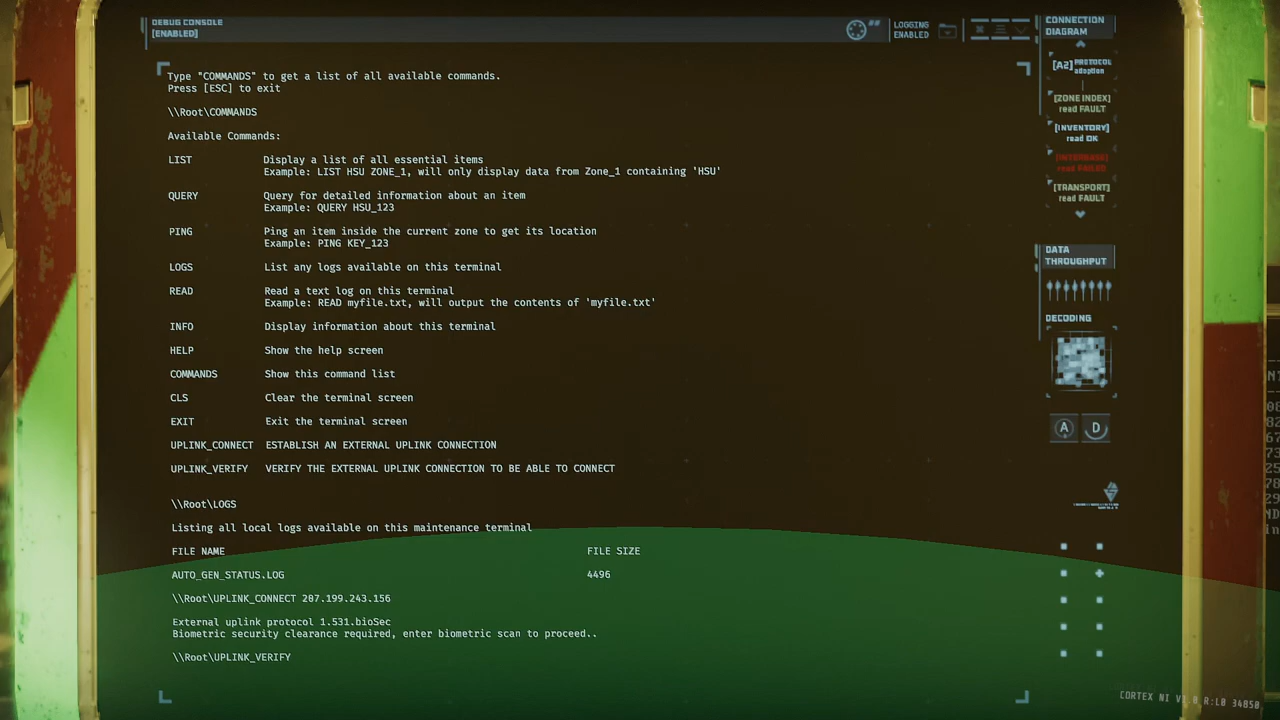 DEBUG CONSOLE
[ENABLED]
LOGGING
ENABLED
CONNECTION
DIAGRAM
Type "COMMANDS" to get a list of all available commands.
Press [ESC] to exit
\\Root\COMMANDS
Available Commands:
LIST Display a list of all essential items
Example: LIST HSU ZONE_1, will only display data from Zone_1 containing 'HSU'
QUERY Query for detailed information about an item
Example: QUERY HSU_123
PING Ping an item inside the current zone to get its location
Example: PING KEY_123
LOGS List any logs available on this terminal
READ Read a text log on this terminal
Example: READ myfile.txt, will output the contents of 'myfile.txt'
INFO Display information about this terminal
HELP Show the help screen
COMMANDS Show this command list
CLS Clear the terminal screen
EXIT Exit the terminal screen
UPLINK_CONNECT ESTABLISH AN EXTERNAL UPLINK CONNECTION
UPLINK_VERIFY VERIFY THE EXTERNAL UPLINK CONNECTION TO BE ABLE TO CONNECT
\\Root\LOGS
Listing all local logs available on this maintenance terminal
FILE NAME FILE SIZE
AUTO_GEN_STATUS.LOG 4496
\\Root\UPLINK_CONNECT 207.199.243.156
External uplink protocol 1.531.bioSec
Biometric security clearance required, enter biometric scan to proceed..
\\Root\UPLINK_VERIFY
[A2] PROTOCOL
adaption
[ZONE INDEX]
read FAULT
[INVENTORY]
read OK
read FAILED
[TRANSPORT]
read FAULT
DATA
THROUGHPUT
DECODING
A D
CORTEX NI V1.0 R:L0 34850